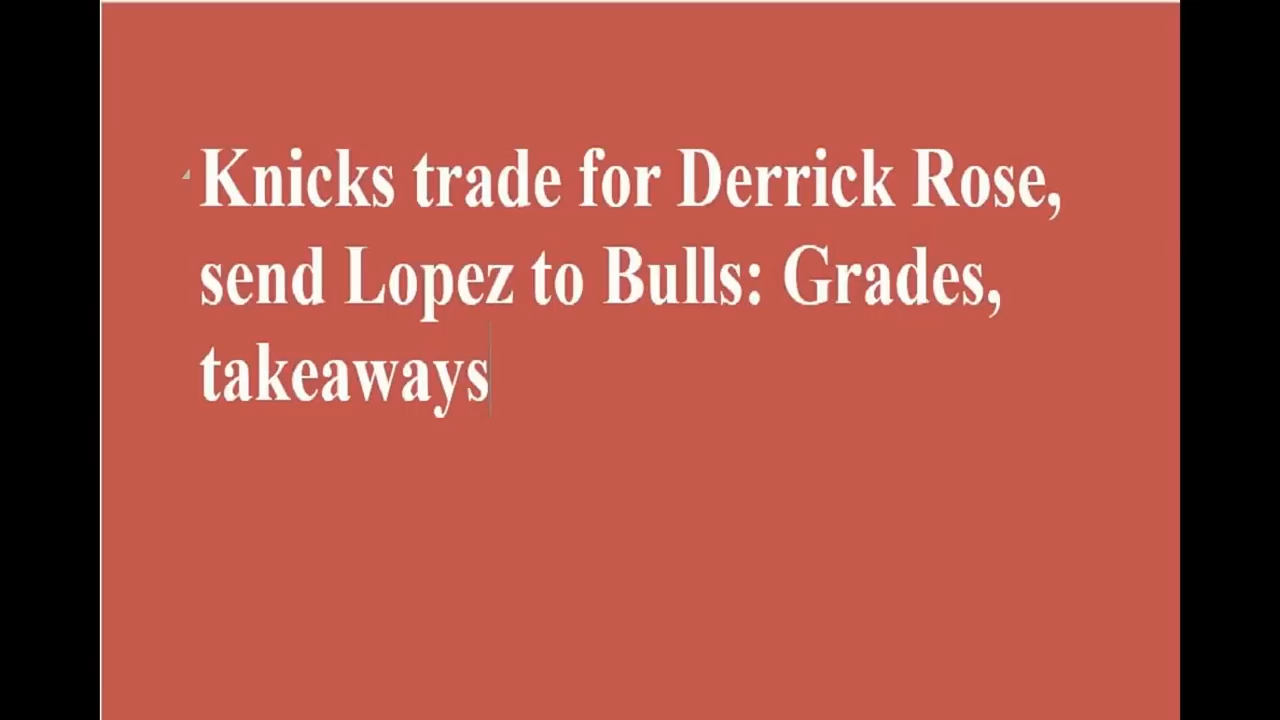 Knicks trade for Derrick Rose,
send Lopez to Bulls: Grades,
takeaways